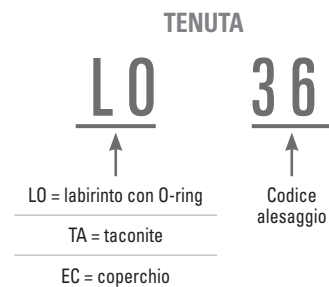 TENUTA
LO 36
LO = labirinto con O-ring
TA = taconite
EC = coperchio
Codice
alesaggio